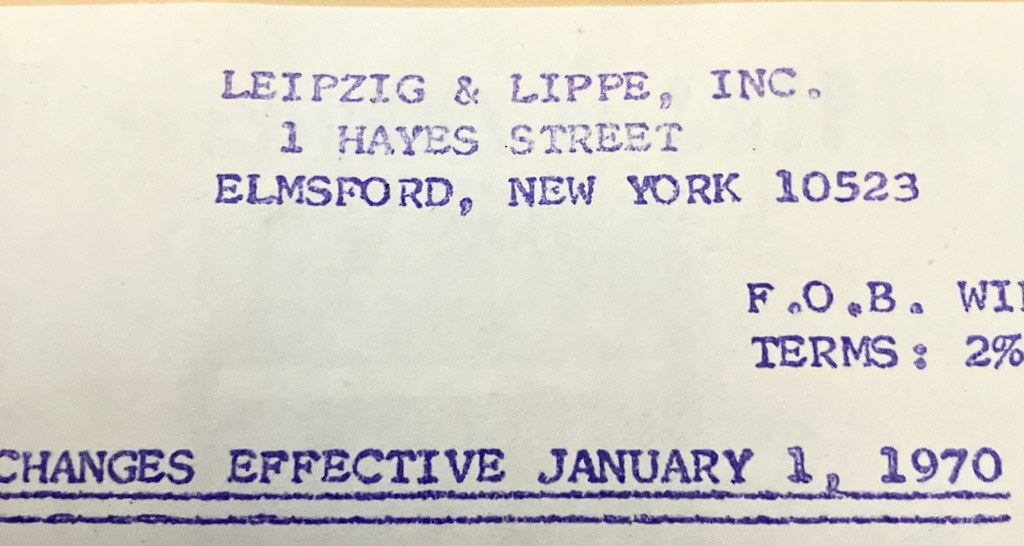 LEIPZIG & LIPPE, INC.
1 HAYES STREET
ELMSFORD, NEW YORK 10523
F.O.B.
TERMS: 2%
CHANGES EFFECTIVE JANUARY 1, 1970